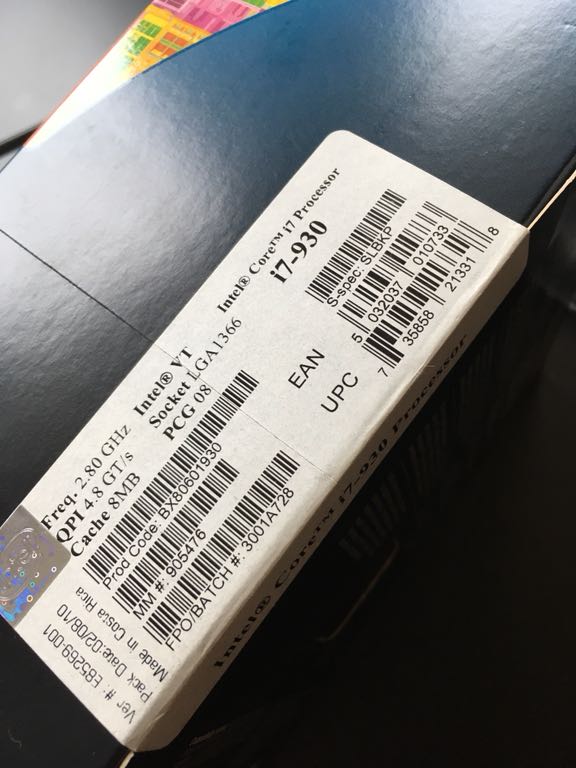 Intel® Core™ i7 Processor
i7-930
S-spec: SLBKP
5 032037 010733
EAN
7 35858 21331 8
UPC
Freq. 2.80 GHz
Intel® VT
QPI 4.8 GT/s
Socket LGA1366
Cache 8MB
PCG 08
Prod Code: BX80601930
MM #: 905476
FPO/BATCH #: 3001A728
Made in Costa Rica
Pack Date:02/08/10
Ver #: E85269-001
Intel® Core™ i7-930 Processor